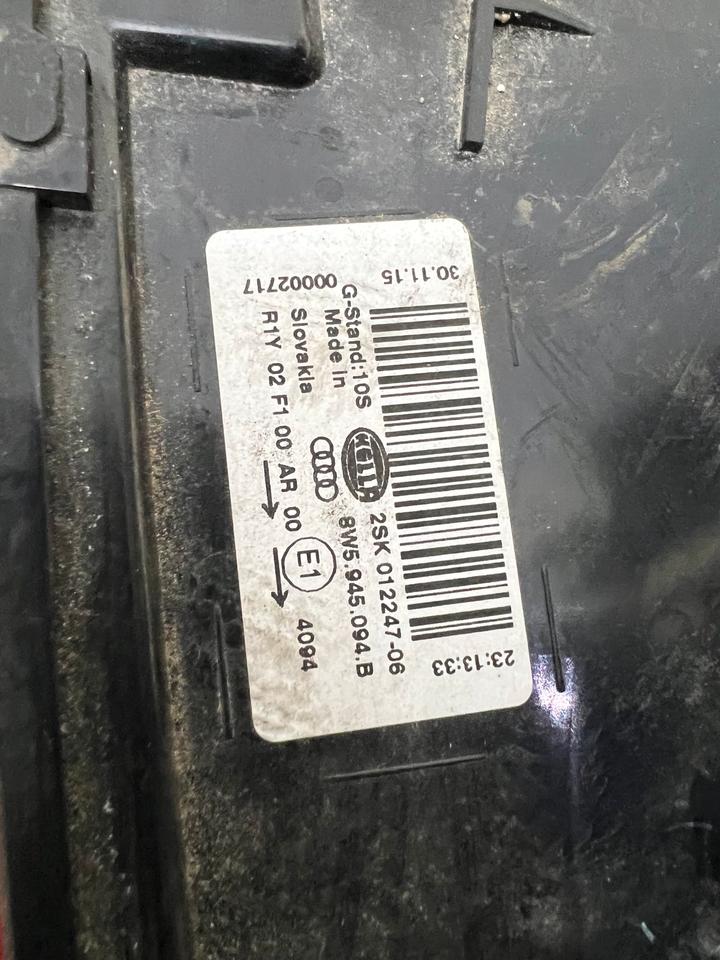 30.11.15
23:13:33
00002717
G-Stand:10S
Made in
Slovakia
HELLA
2SK 012247-06
8W5.945.094.B
R1Y 02 F1 00 AR 00
E1
4094